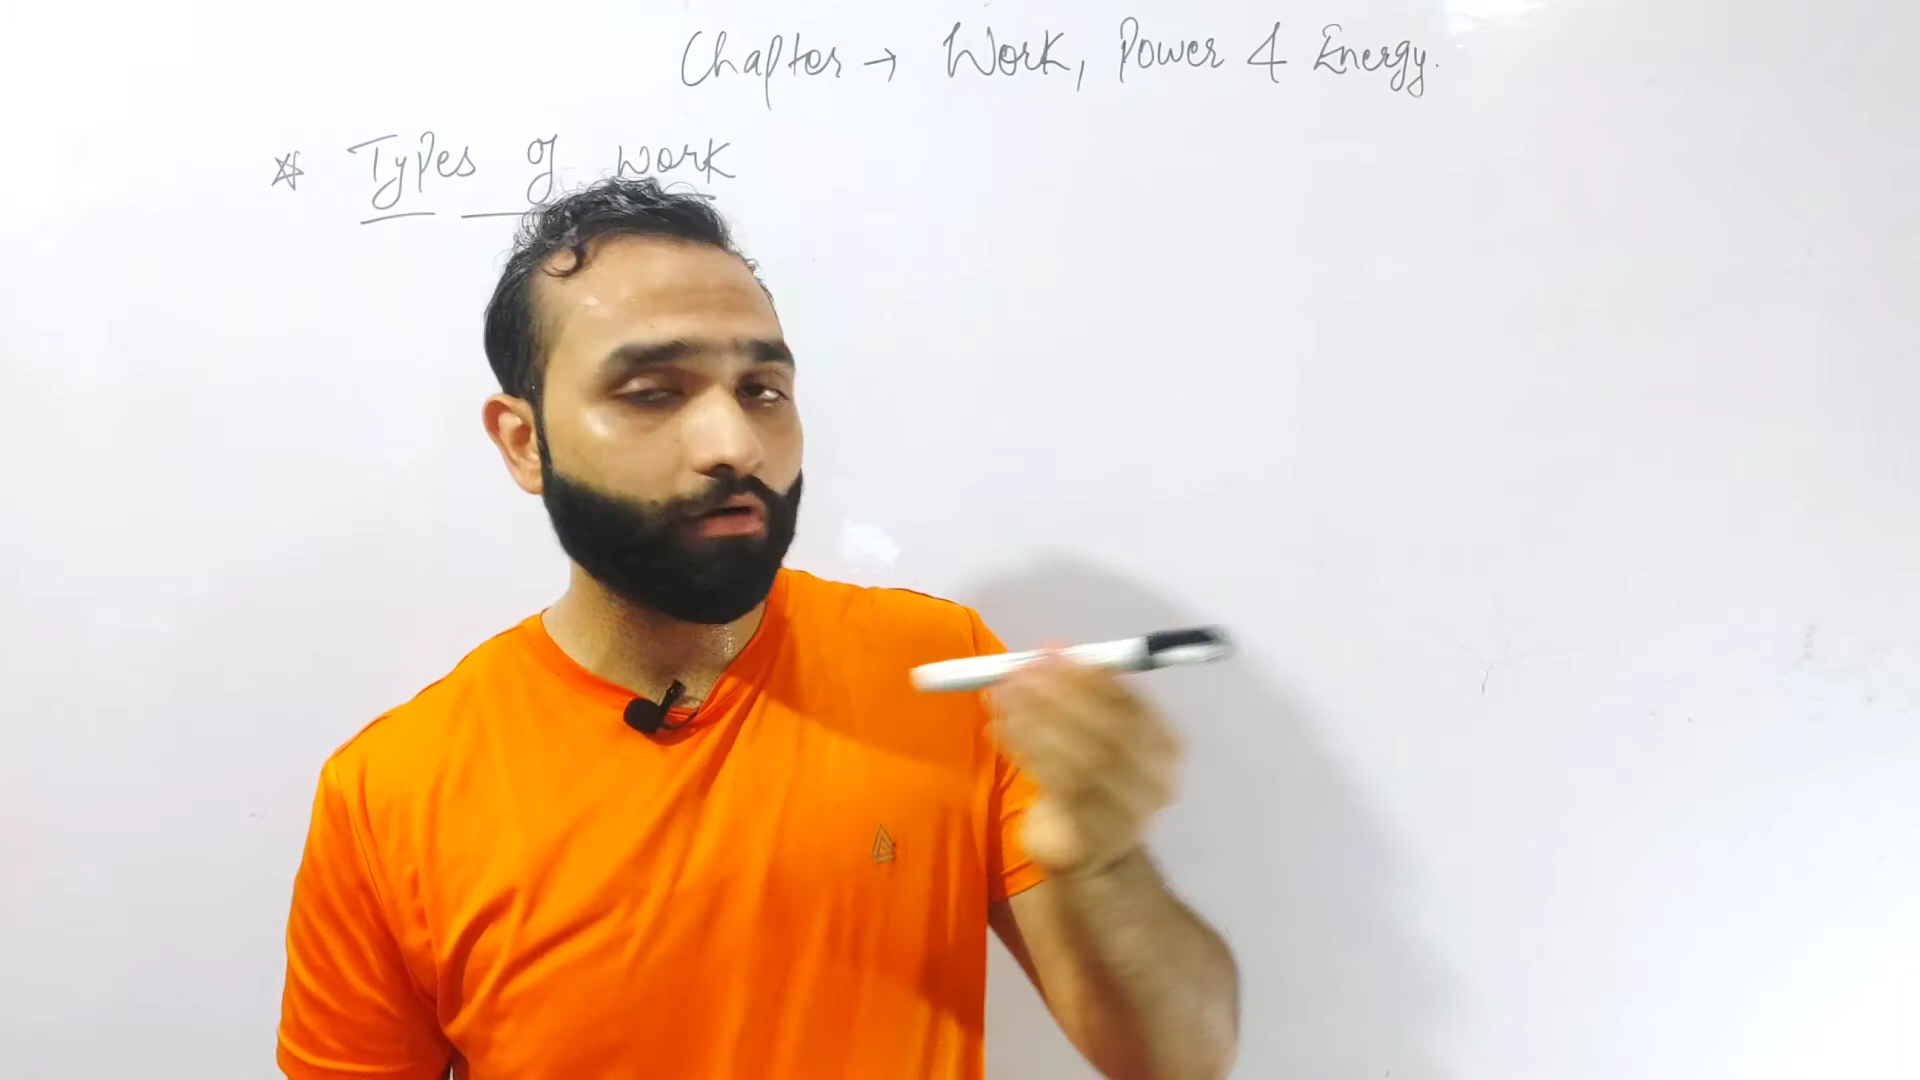 Chapter → Work, Power & Energy.
* Types of work